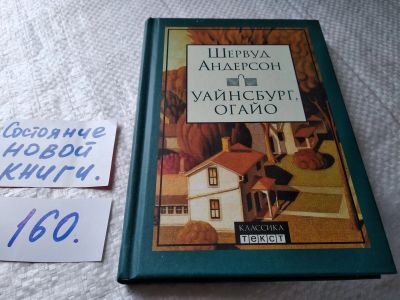 Состояние
НОВОЙ
КНИГИ.
160.
Шервуд
Андерсон
УАЙНСБУРГ,
ОГАЙО
КЛАССИКА
ТЕКСТ